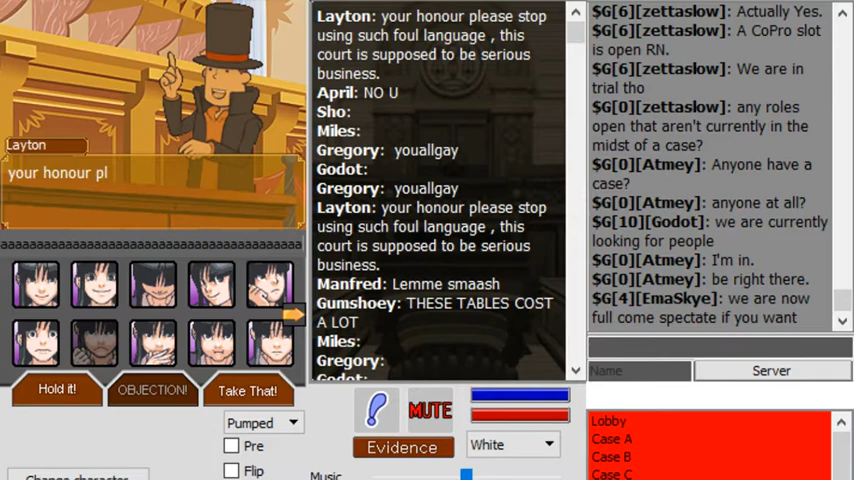 Layton
your honour pl
aaaaaaaaaaaaaaaaaaaaaaaaaaaaaaaaaaaaaaaaaa
Hold it!
OBJECTION!
Take That!
Pumped
Pre
Flip
Change character
Layton: your honour please stop
using such foul language , this
court is supposed to be serious
business.
April: NO U
Sho:
Miles:
Gregory: youallgay
Godot:
Gregory: youallgay
Layton: your honour please stop
using such foul language , this
court is supposed to be serious
business.
Manfred: Lemme smaash
Gumshoey: THESE TABLES COST
A LOT
Miles:
Gregory:
Godot:
MUTE
Evidence
White
Music
$G[6][zettaslow]: Actually Yes.
$G[6][zettaslow]: A CoPro slot
is open RN.
$G[6][zettaslow]: We are in
trial tho
$G[0][zettaslow]: any roles
open that aren't currently in the
midst of a case?
$G[0][Atmey]: Anyone have a
case?
$G[0][Atmey]: anyone at all?
$G[10][Godot]: we are currently
looking for people
$G[0][Atmey]: I'm in.
$G[0][Atmey]: be right there.
$G[4][EmaSkye]: we are now
full come spectate if you want
Name
Server
Lobby
Case A
Case B
Case C